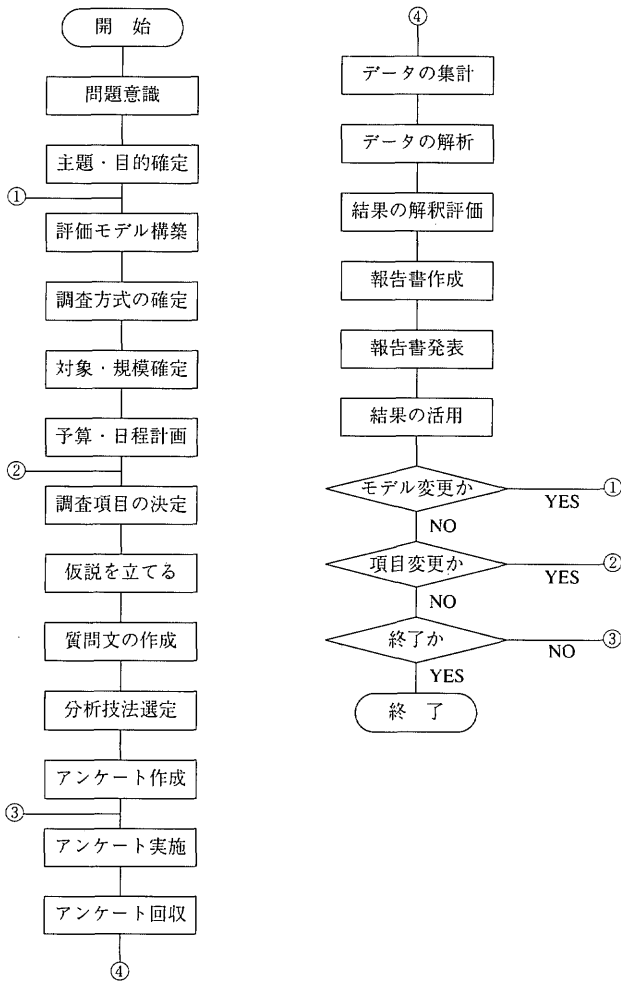 開　始
問題意識
主題・目的確定
①
評価モデル構築
調査方式の確定
対象・規模確定
予算・日程計画
②
調査項目の決定
仮説を立てる
質問文の作成
分析技法選定
アンケート作成
③
アンケート実施
アンケート回収
④
④
データの集計
データの解析
結果の解釈評価
報告書作成
報告書発表
結果の活用
モデル変更か
YES
①
NO
項目変更か
YES
②
NO
終了か
NO
③
YES
終　了